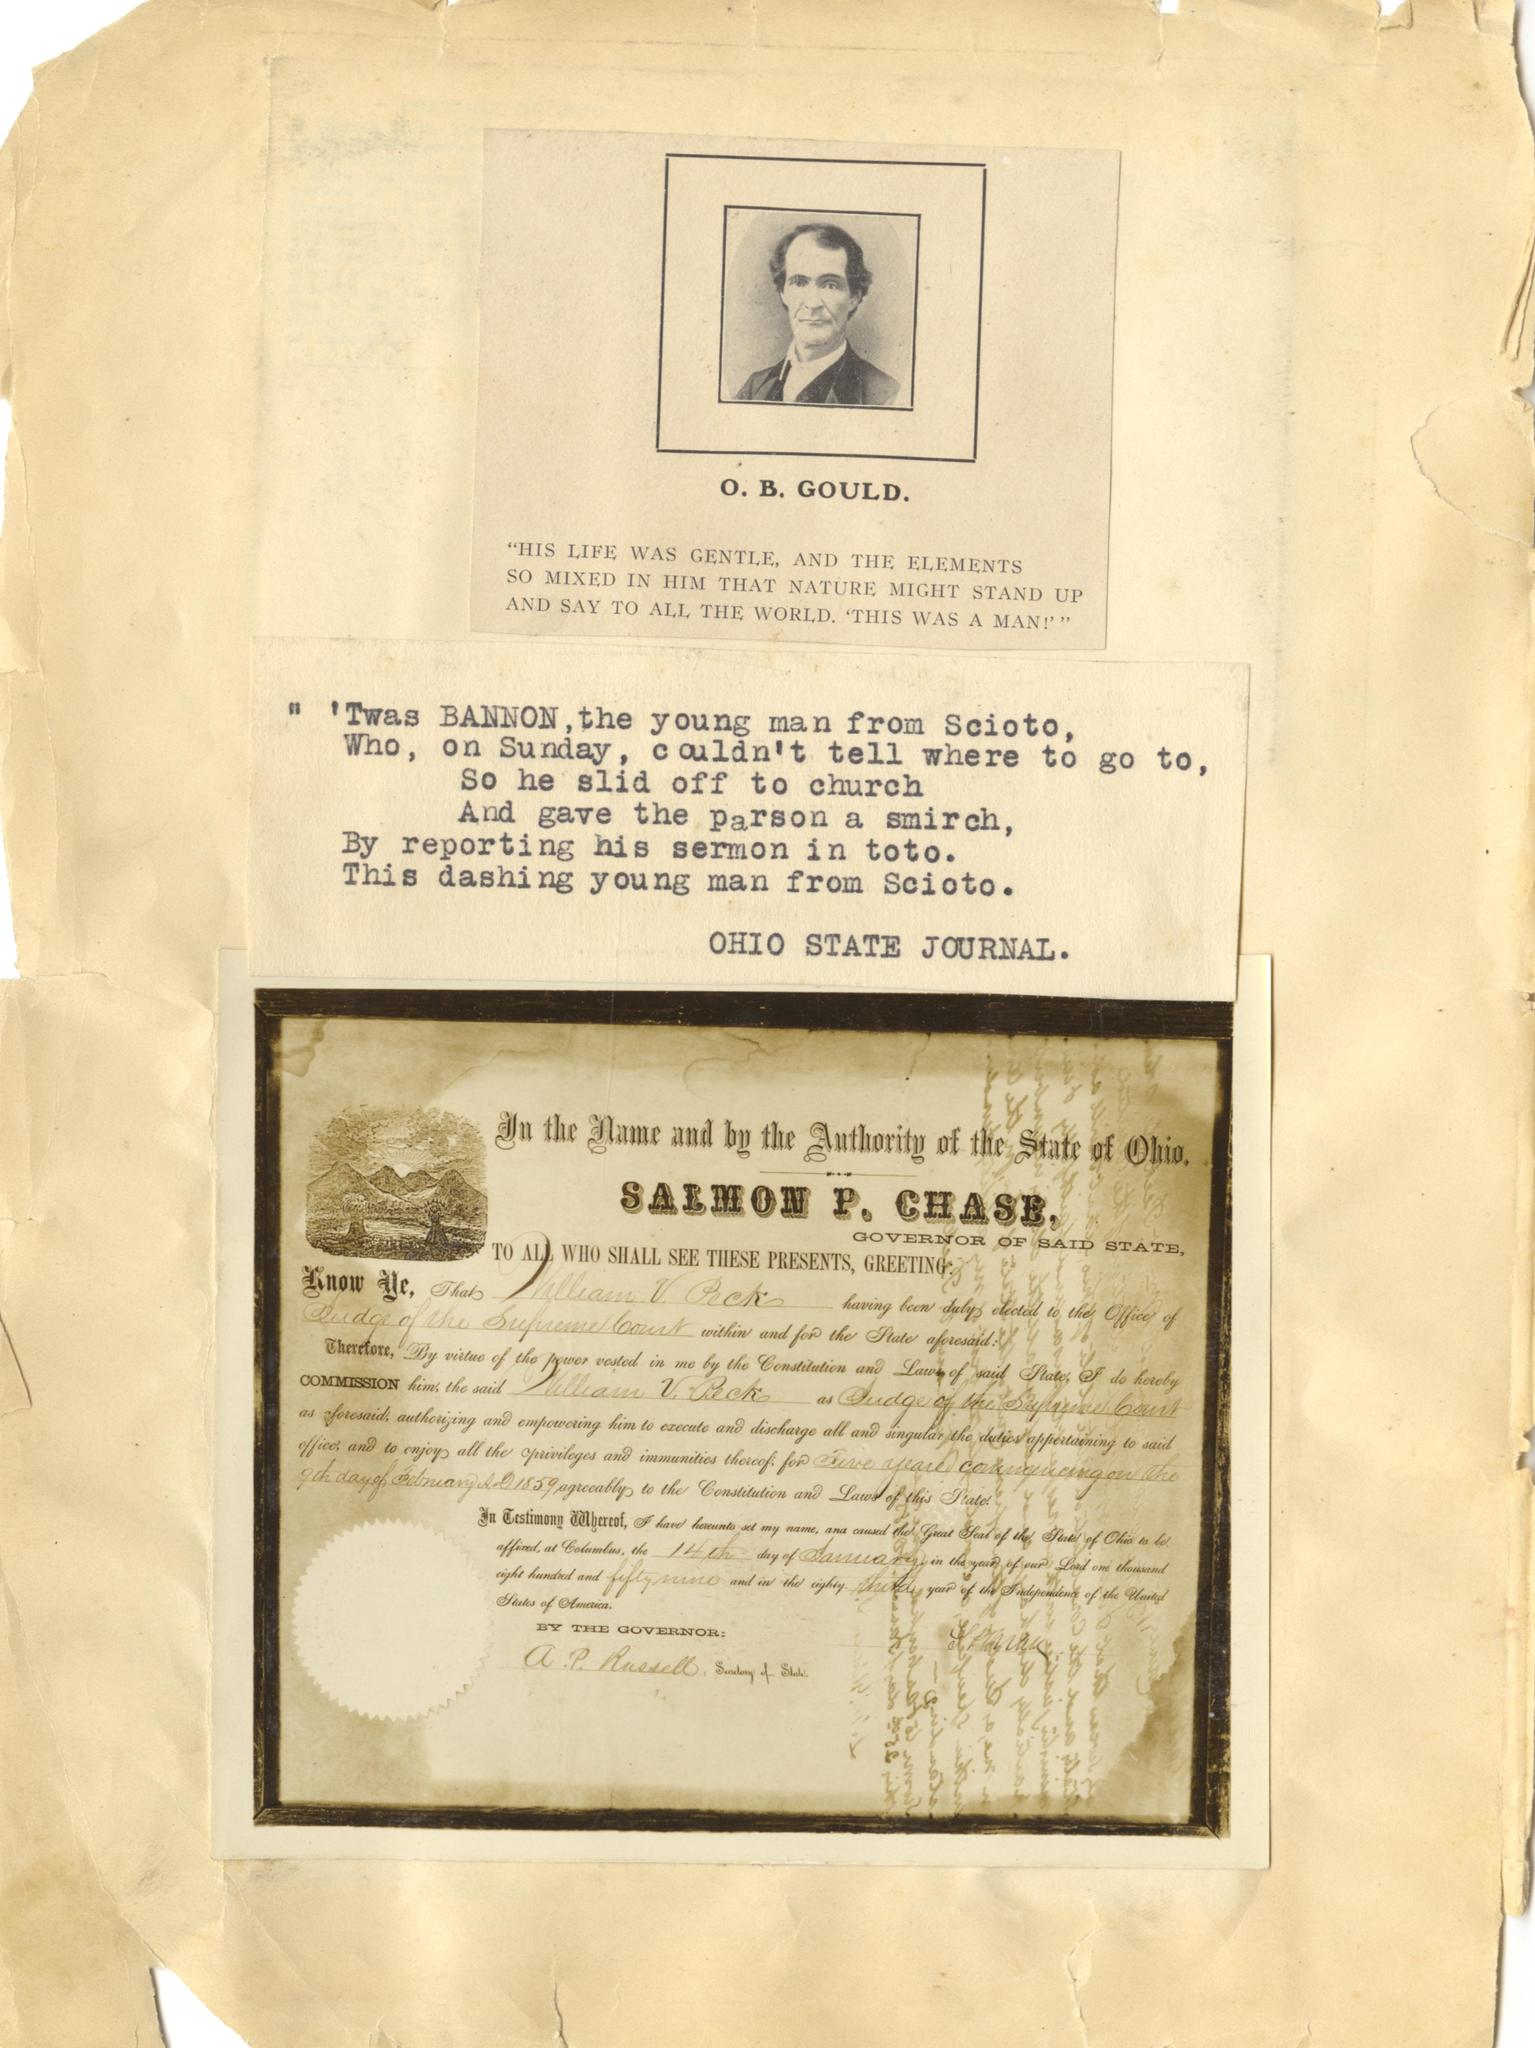 O. B. GOULD.
“HIS LIFE WAS GENTLE, AND THE ELEMENTS
SO MIXED IN HIM THAT NATURE MIGHT STAND UP
AND SAY TO ALL THE WORLD. ‘THIS WAS A MAN!’”
" 'Twas BANNON, the young man from Scioto,
Who, on Sunday, couldn't tell where to go to,
So he slid off to church
And gave the parson a smirch,
By reporting his sermon in toto.
This dashing young man from Scioto.
OHIO STATE JOURNAL.
In the Name and by the Authority of the State of Ohio.
SALMON P. CHASE,
GOVERNOR OF SAID STATE,
TO ALL WHO SHALL SEE THESE PRESENTS, GREETING:
Know Ye, That William V. Peck having been duly elected to the Office of
Judge of the Supreme Court within and for the State aforesaid:
Therefore, By virtue of the power vested in me by the Constitution and Laws of said State, I do hereby
COMMISSION him, the said William V. Peck as Judge of the Supreme Court
as aforesaid, authorizing and empowering him to execute and discharge all and singular the duties appertaining to said
office, and to enjoy all the privileges and immunities thereof, for Five years commencing on the
9th day of February A.D 1859, agreeably to the Constitution and Laws of this State.
In Testimony Whereof, I have hereunto set my name, and caused the Great Seal of the State of Ohio to be
affixed, at Columbus, the 14th day of January in the year of our Lord one thousand
eight hundred and fifty nine and in the eighty third year of the Independence of the United
States of America.
BY THE GOVERNOR:
A. P. Russell, Secretary of State.